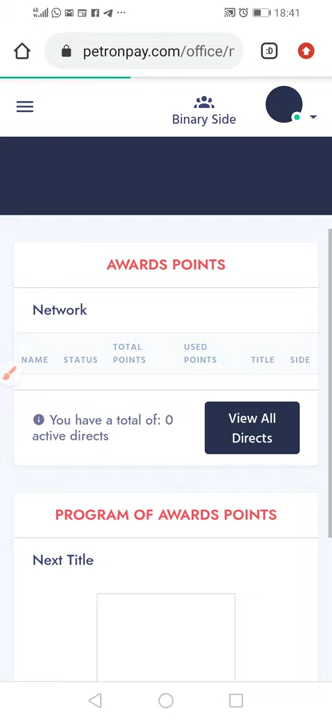 18:41
petronpay.com/office/r
:D
Binary Side
AWARDS POINTS
Network
NAME STATUS TOTAL POINTS USED POINTS TITLE SIDE
You have a total of: 0
active directs
View All
Directs
PROGRAM OF AWARDS POINTS
Next Title